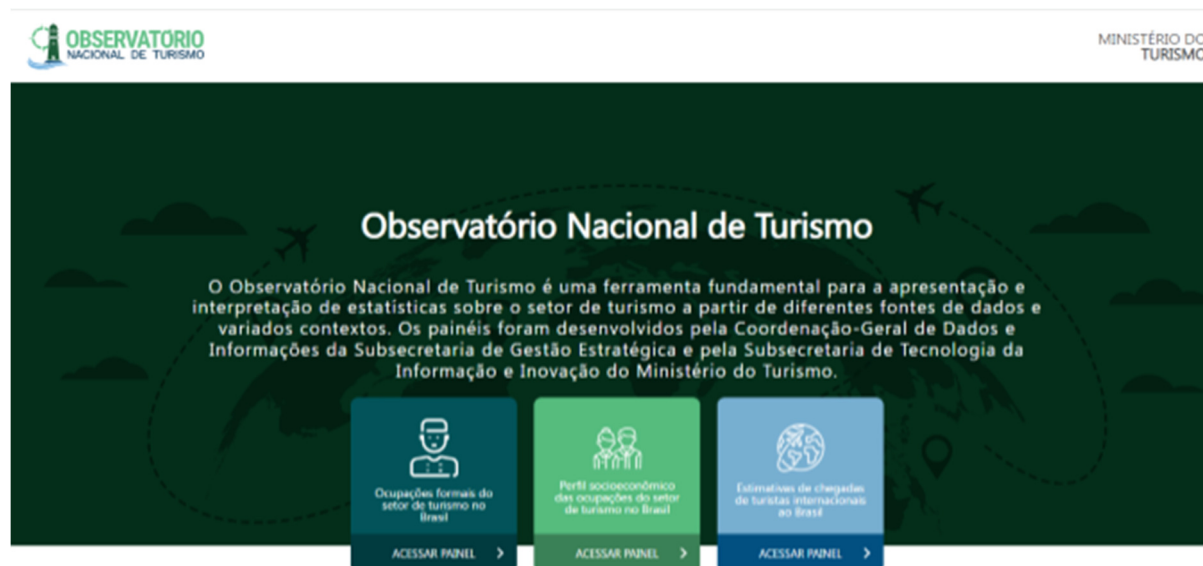 OBSERVATÓRIO
NACIONAL DE TURISMO
MINISTÉRIO DO
TURISMO
Observatório Nacional de Turismo
O Observatório Nacional de Turismo é uma ferramenta fundamental para a apresentação e
interpretação de estatísticas sobre o setor de turismo a partir de diferentes fontes de dados e
variados contextos. Os painéis foram desenvolvidos pela Coordenação-Geral de Dados e
Informações da Subsecretaria de Gestão Estratégica e pela Subsecretaria de Tecnologia da
Informação e Inovação do Ministério do Turismo.
Ocupações formais do
setor de turismo no
Brasil
ACESSAR PAINEL >
Perfil socioeconômico
das ocupações do setor
de turismo no Brasil
ACESSAR PAINEL >
Estimativas de chegadas
de turistas internacionais
ao Brasil
ACESSAR PAINEL >